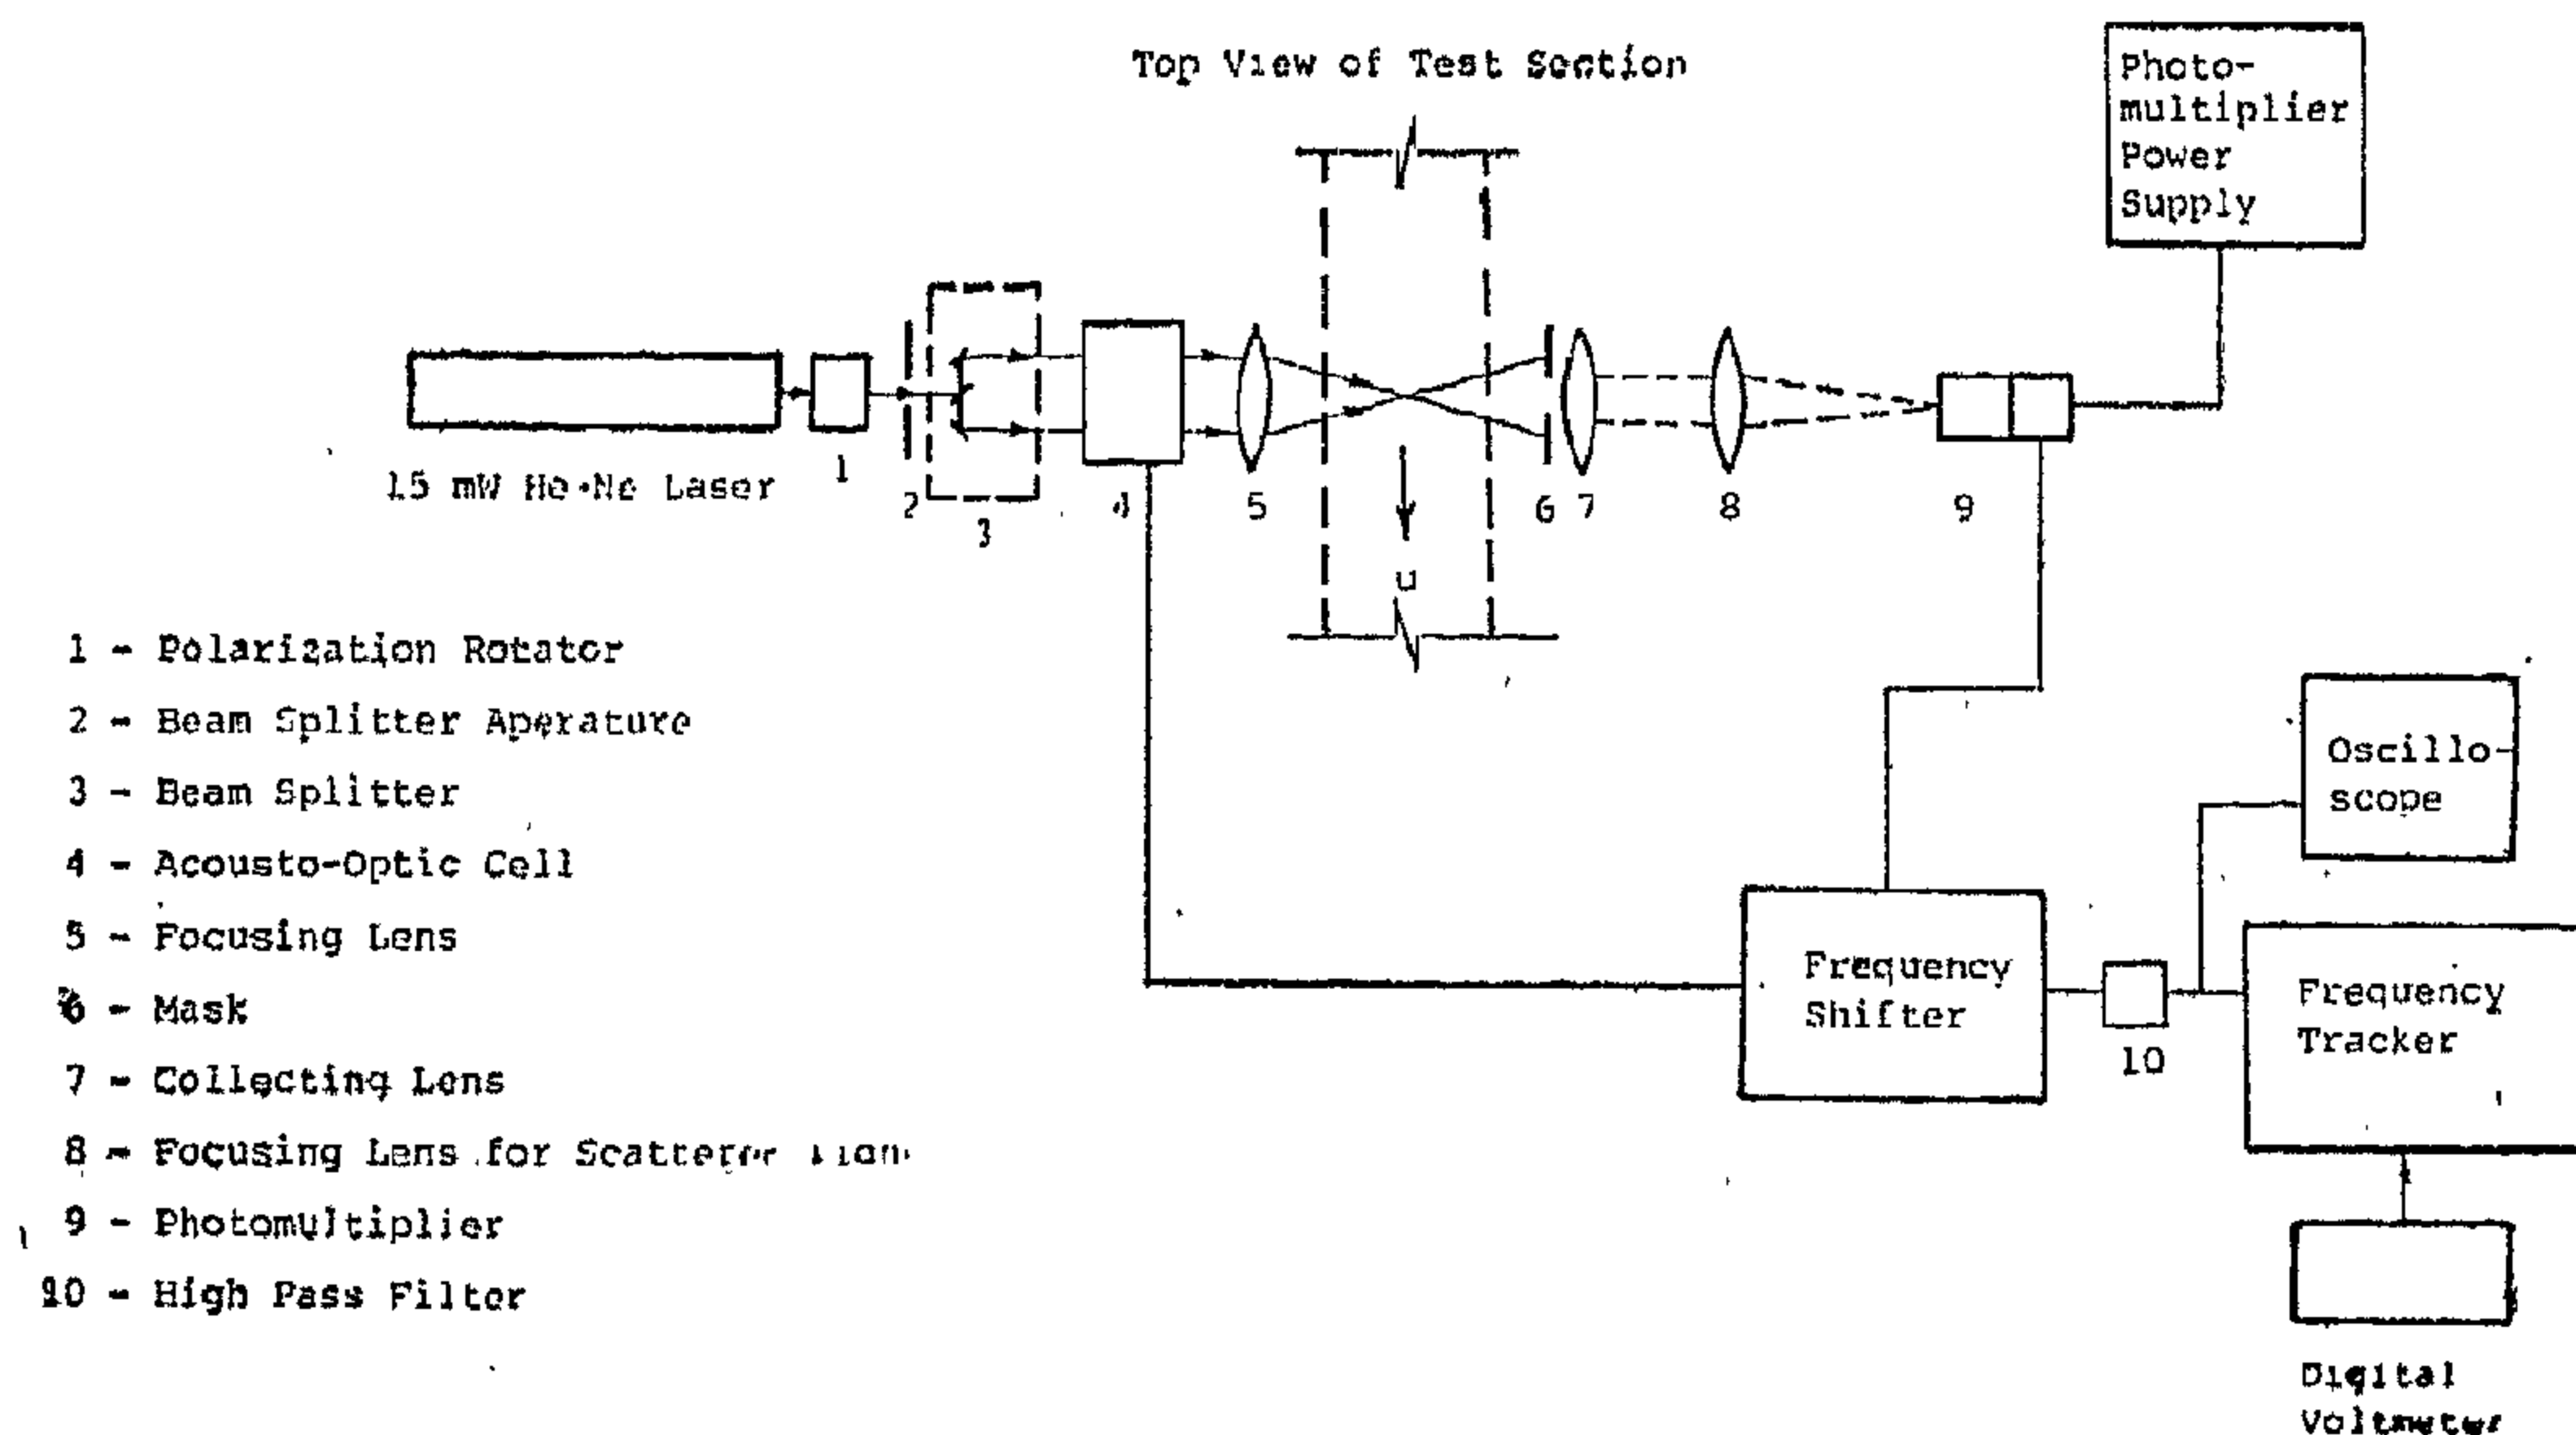 Top View of Test Section
Photo-
multiplier
Power
Supply
15 mW He-Ne Laser
1
2
3
4
5
6 7
8
9
u
1 - Polarization Rotator
2 - Beam Splitter Aperature
3 - Beam Splitter
4 - Acousto-Optic Cell
5 - Focusing Lens
6 - Mask
7 - Collecting Lens
8 - Focusing Lens for
9 - Photomultiplier
10 - High Pass Filter
Oscillo-
scope
Frequency
Shifter
10
Frequency
Tracker
Digital
Voltmeter